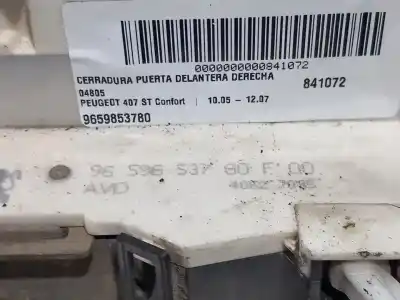 0000000000841072
CERRADURA PUERTA DELANTERA DERECHA
04805 841072
PEUGEOT 407 ST Confort | 10.05 – 12.07
9659853780
96 596 537 80 F 00
AVD